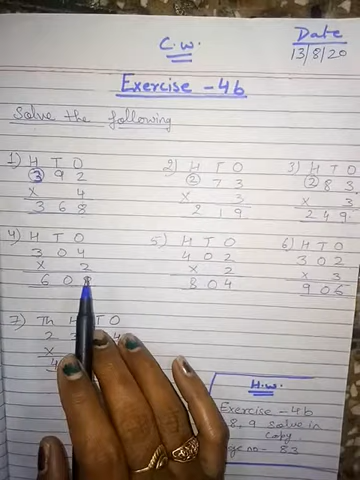 C.W.
Date
13/8/20
Exercise - 4b
Solve the following
1) H T O
③ 9 2
× 4
3 6 8
2) H T O
② 7 3
× 3
2 1 9
3) H T O
② 8 3
× 3
2 4 9
4) H T O
3 0 4
× 2
6 0 8
5) H T O
4 0 2
× 2
8 0 4
6) H T O
3 0 2
× 3
9 0 6
7) Th H T O
2 4
×
4
H.W.
Exercise - 4b
8, 9 solve in
copy.
no - 83